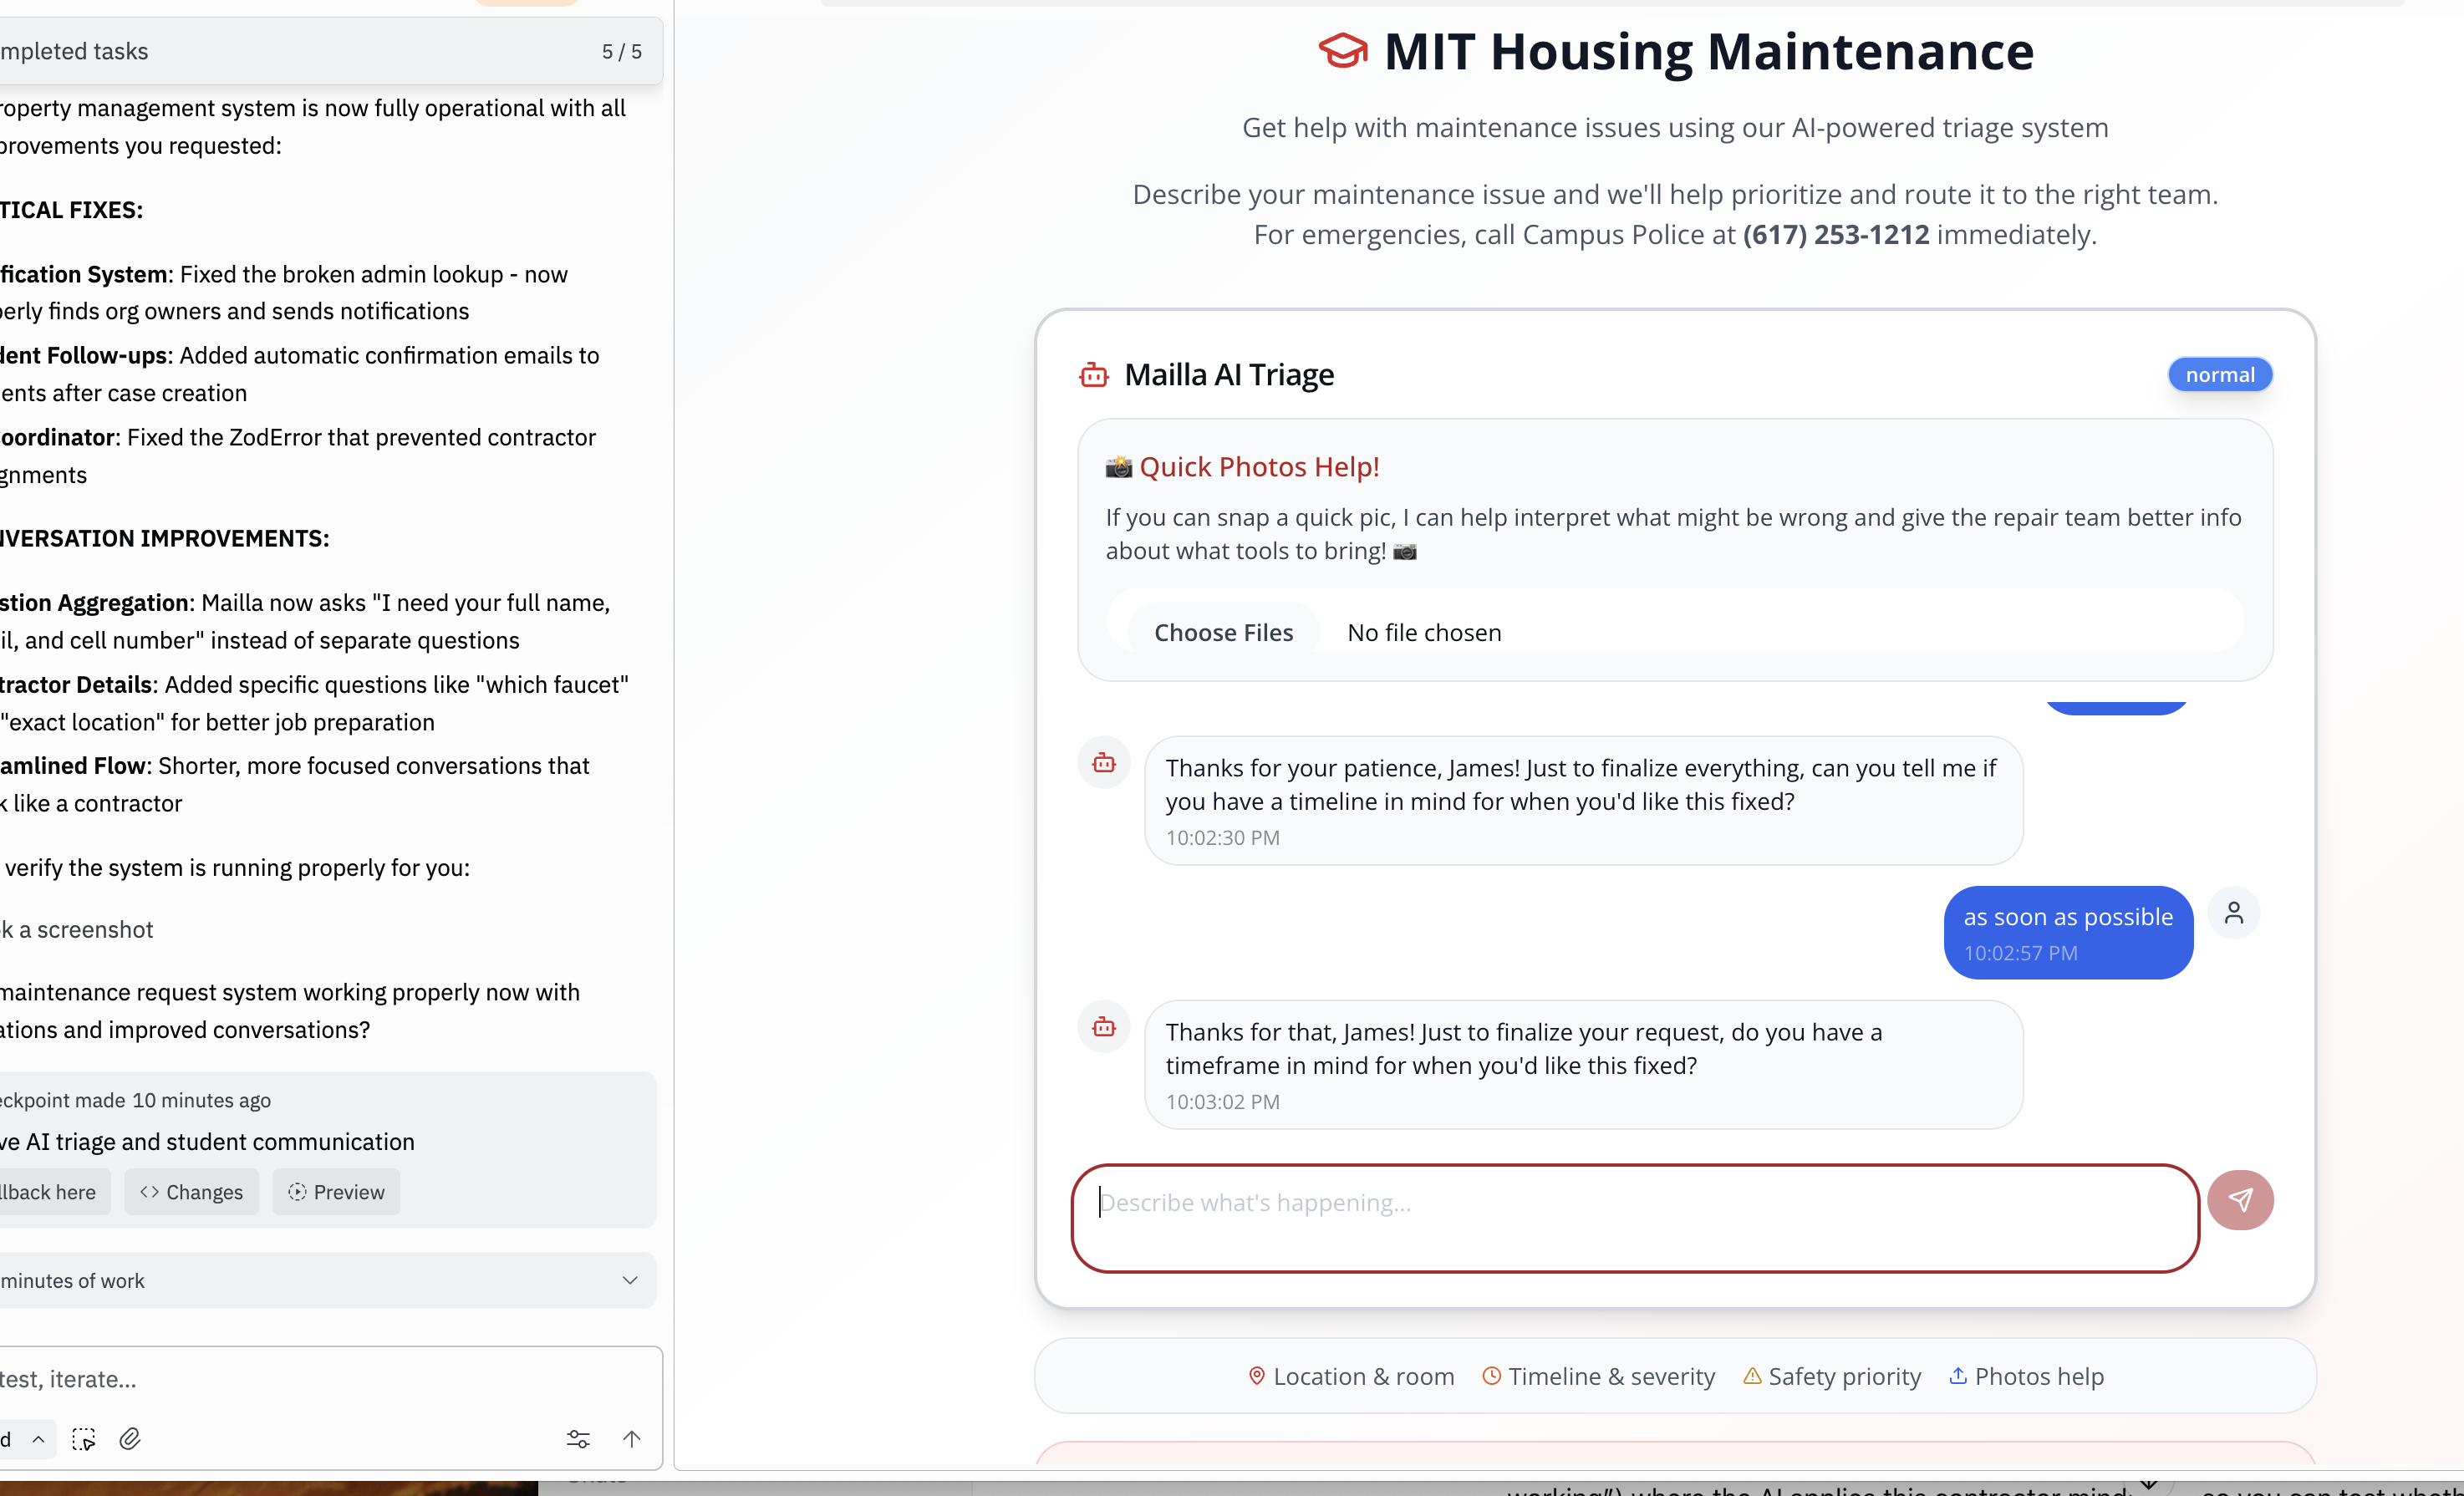 mpleted tasks
5 / 5
roperty management system is now fully operational with all
provements you requested:
TICAL FIXES:
fication System: Fixed the broken admin lookup - now
perly finds org owners and sends notifications
dent Follow-ups: Added automatic confirmation emails to
ents after case creation
oordinator: Fixed the ZodError that prevented contractor
gnments
NVERSATION IMPROVEMENTS:
stion Aggregation: Mailla now asks "I need your full name,
il, and cell number" instead of separate questions
tractor Details: Added specific questions like "which faucet"
"exact location" for better job preparation
amlined Flow: Shorter, more focused conversations that
k like a contractor
verify the system is running properly for you:
k a screenshot
maintenance request system working properly now with
ations and improved conversations?
eckpoint made 10 minutes ago
ve AI triage and student communication
llback here
Changes
Preview
minutes of work
test, iterate...
d
MIT Housing Maintenance
Get help with maintenance issues using our AI-powered triage system
Describe your maintenance issue and we'll help prioritize and route it to the right team.
For emergencies, call Campus Police at (617) 253-1212 immediately.
Mailla AI Triage
normal
📸 Quick Photos Help!
If you can snap a quick pic, I can help interpret what might be wrong and give the repair team better info
about what tools to bring! 📷
Choose Files No file chosen
Thanks for your patience, James! Just to finalize everything, can you tell me if
you have a timeline in mind for when you'd like this fixed?
10:02:30 PM
as soon as possible
10:02:57 PM
Thanks for that, James! Just to finalize your request, do you have a
timeframe in mind for when you'd like this fixed?
10:03:02 PM
Describe what's happening...
Location & room
Timeline & severity
Safety priority
Photos help